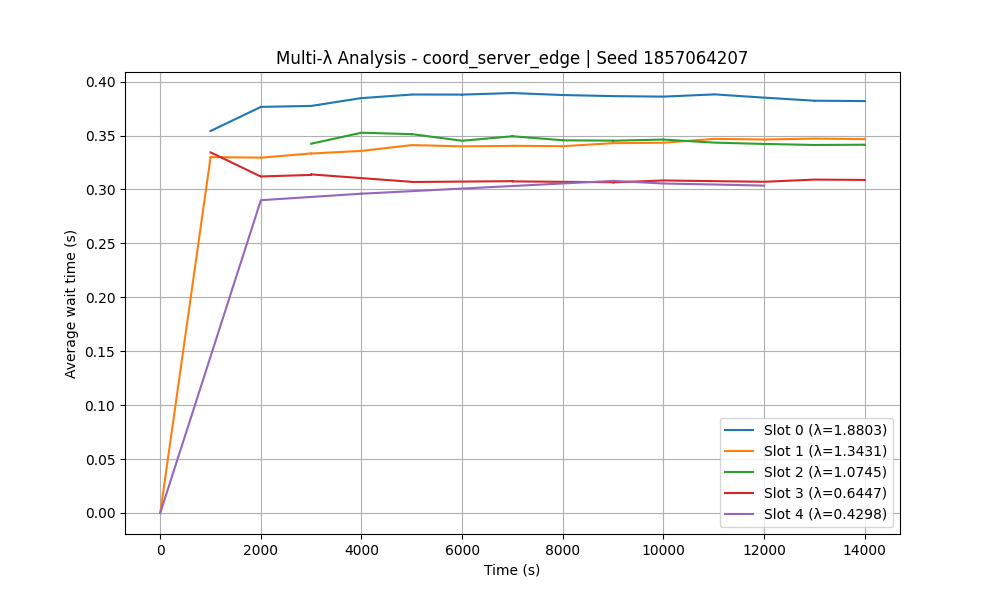 Multi-λ Analysis - coord_server_edge | Seed 1857064207
Average wait time (s)
0.40
0.35
0.30
0.25
0.20
0.15
0.10
0.05
0.00
Slot 0 (λ=1.8803)
Slot 1 (λ=1.3431)
Slot 2 (λ=1.0745)
Slot 3 (λ=0.6447)
Slot 4 (λ=0.4298)
0 2000 4000 6000 8000 10000 12000 14000
Time (s)